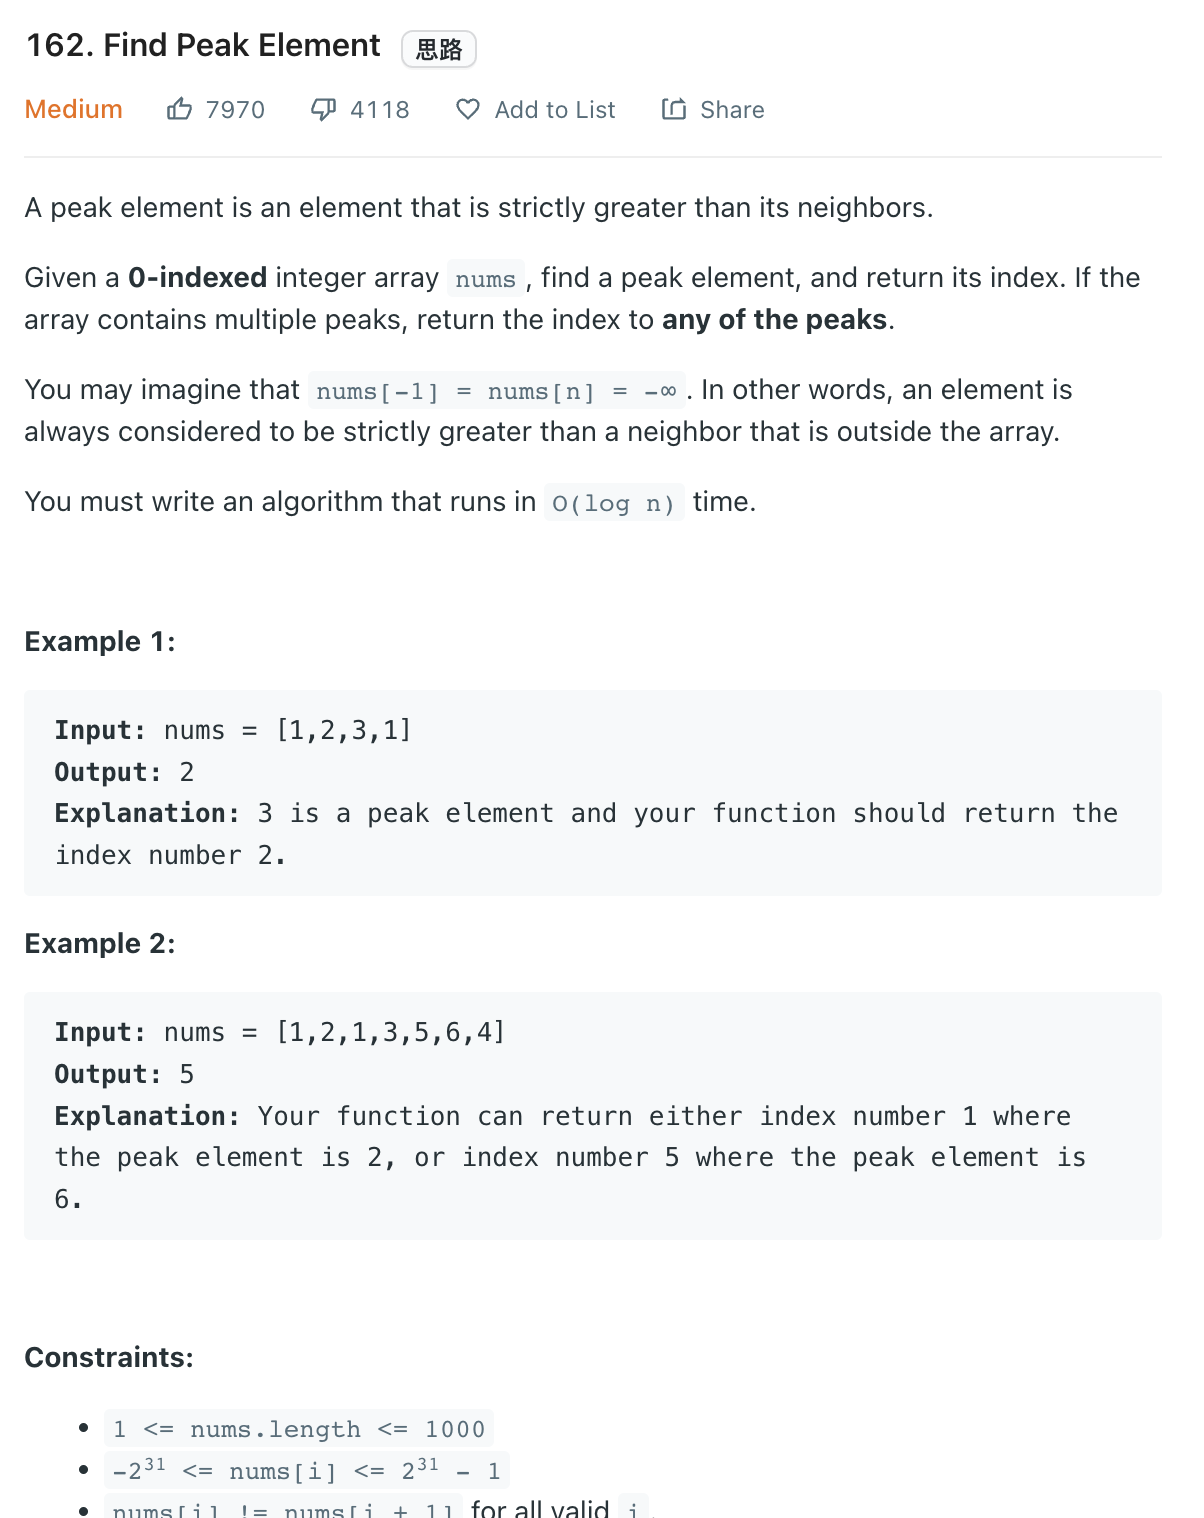 162. Find Peak Element 思路
Medium 7970 4118 Add to List Share
A peak element is an element that is strictly greater than its neighbors.
Given a 0-indexed integer array nums, find a peak element, and return its index. If the
array contains multiple peaks, return the index to any of the peaks.
You may imagine that nums[-1] = nums[n] = -∞. In other words, an element is
always considered to be strictly greater than a neighbor that is outside the array.
You must write an algorithm that runs in O(log n) time.
Example 1:
Input: nums = [1,2,3,1]
Output: 2
Explanation: 3 is a peak element and your function should return the
index number 2.
Example 2:
Input: nums = [1,2,1,3,5,6,4]
Output: 5
Explanation: Your function can return either index number 1 where
the peak element is 2, or index number 5 where the peak element is
6.
Constraints:
1 <= nums.length <= 1000
-2³¹ <= nums[i] <= 2³¹ - 1
nums[i] != nums[i + 1] for all valid i.